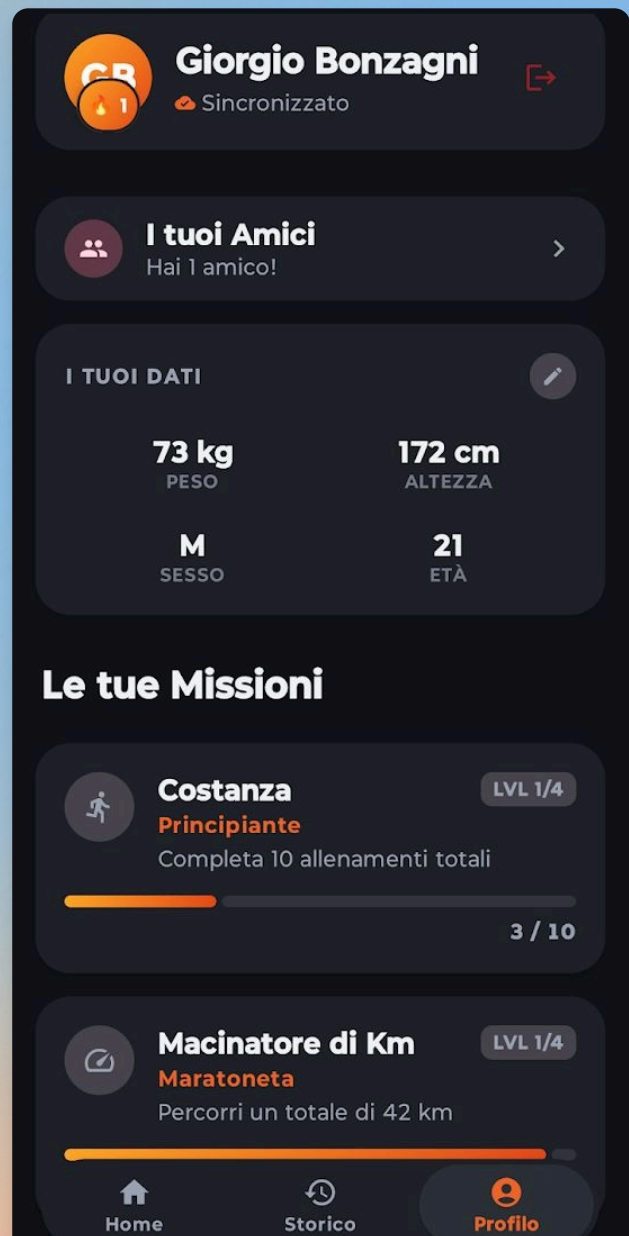 GB
Giorgio Bonzagni
1
Sincronizzato
I tuoi Amici
Hai 1 amico!
I TUOI DATI
73 kg
PESO
172 cm
ALTEZZA
M
SESSO
21
ETÀ
Le tue Missioni
Costanza
LVL 1/4
Principiante
Completa 10 allenamenti totali
3 / 10
Macinatore di Km
LVL 1/4
Maratoneta
Percorri un totale di 42 km
Home
Storico
Profilo